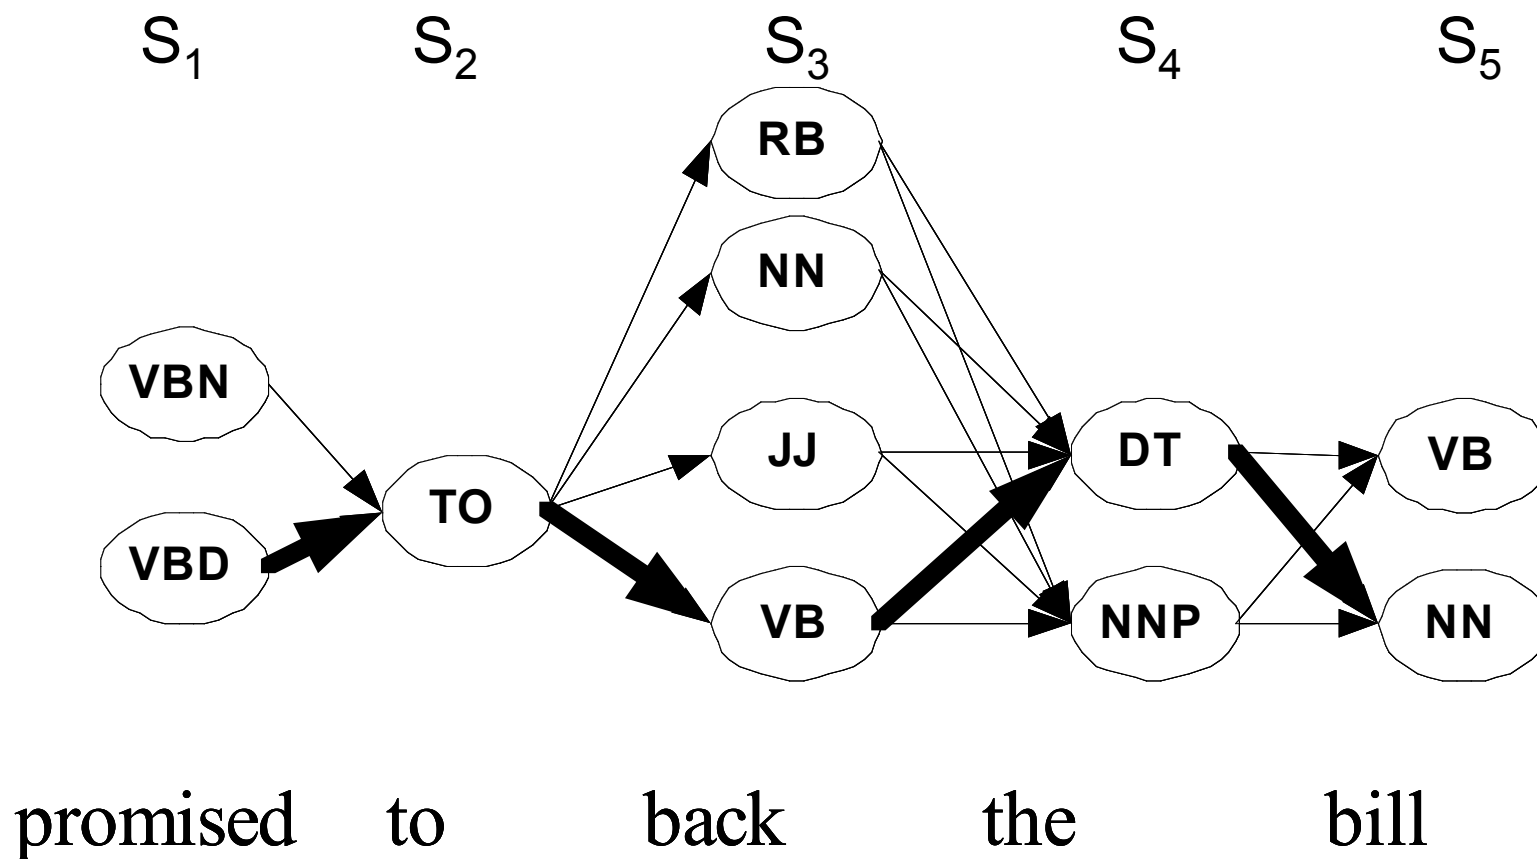 S1 S2 S3 S4 S5
RB
NN
VBN
JJ
DT
VB
TO
VBD
VB
NNP
NN
promised to back the bill